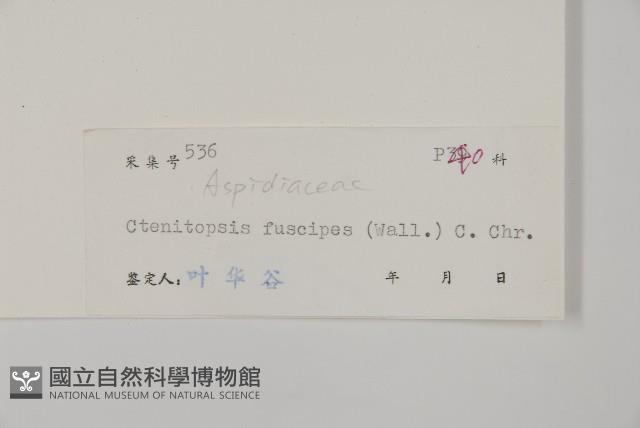 采集号 536 P 40 科
Aspidiaceae
Ctenitopsis fuscipes (Wall.) C. Chr.
鉴定人：叶华谷 年 月 日
國立自然科學博物館
NATIONAL MUSEUM OF NATURAL SCIENCE